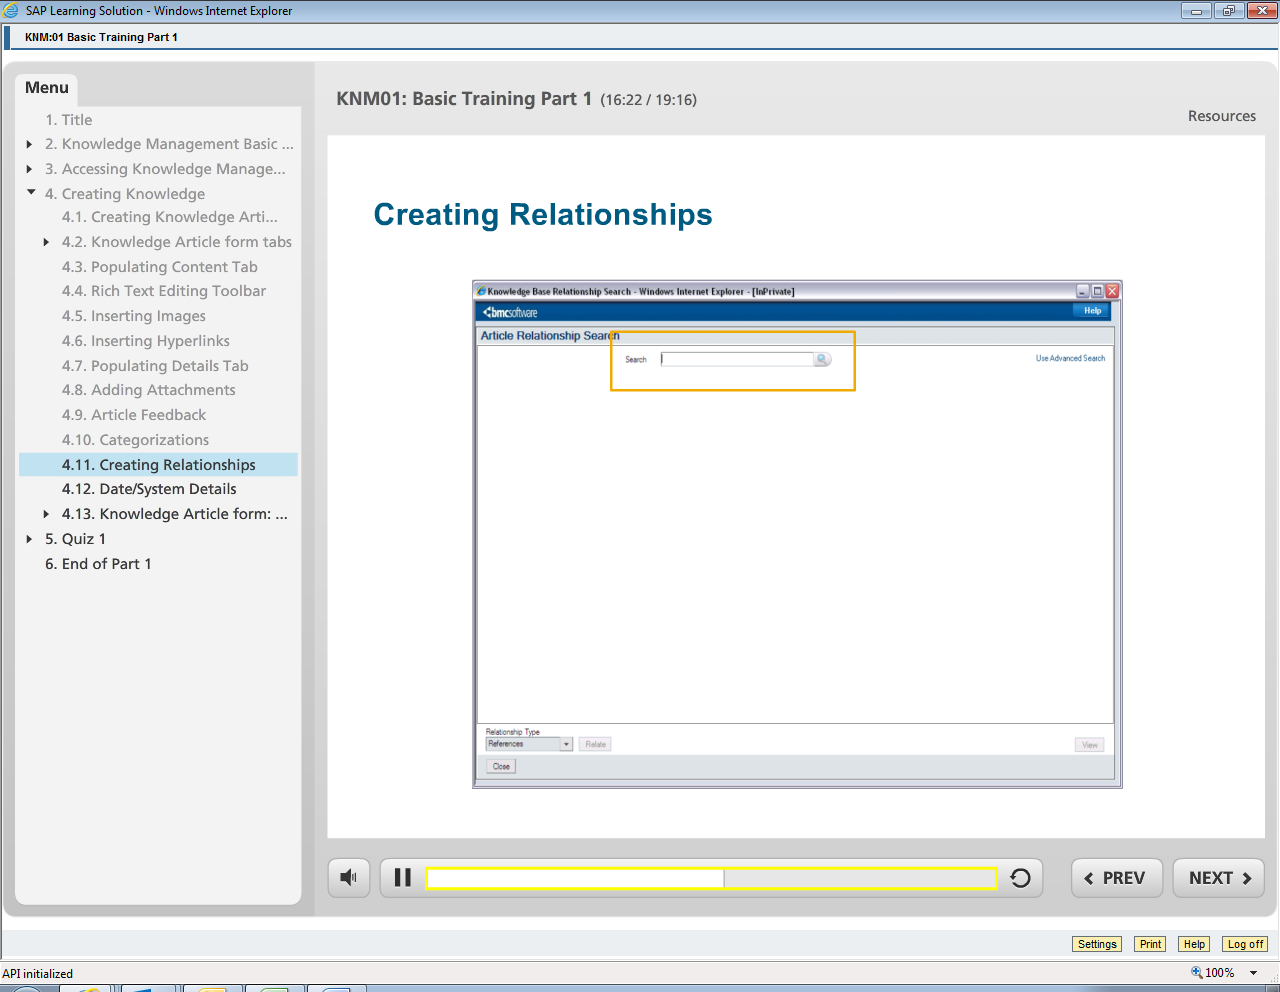 SAP Learning Solution - Windows Internet Explorer
KNM:01 Basic Training Part 1
Menu
1. Title
2. Knowledge Management Basic ...
3. Accessing Knowledge Manage...
4. Creating Knowledge
4.1. Creating Knowledge Arti...
4.2. Knowledge Article form tabs
4.3. Populating Content Tab
4.4. Rich Text Editing Toolbar
4.5. Inserting Images
4.6. Inserting Hyperlinks
4.7. Populating Details Tab
4.8. Adding Attachments
4.9. Article Feedback
4.10. Categorizations
4.11. Creating Relationships
4.12. Date/System Details
4.13. Knowledge Article form: ...
5. Quiz 1
6. End of Part 1
KNM01: Basic Training Part 1 (16:22 / 19:16)
Resources
Creating Relationships
Knowledge Base Relationship Search - Windows Internet Explorer - [InPrivate]
bmcsoftware
Help
Article Relationship Search
Search
Use Advanced Search
Relationship Type
References
Relate
View
Close
PREV
NEXT
Settings
Print
Help
Log off
API initialized
100%